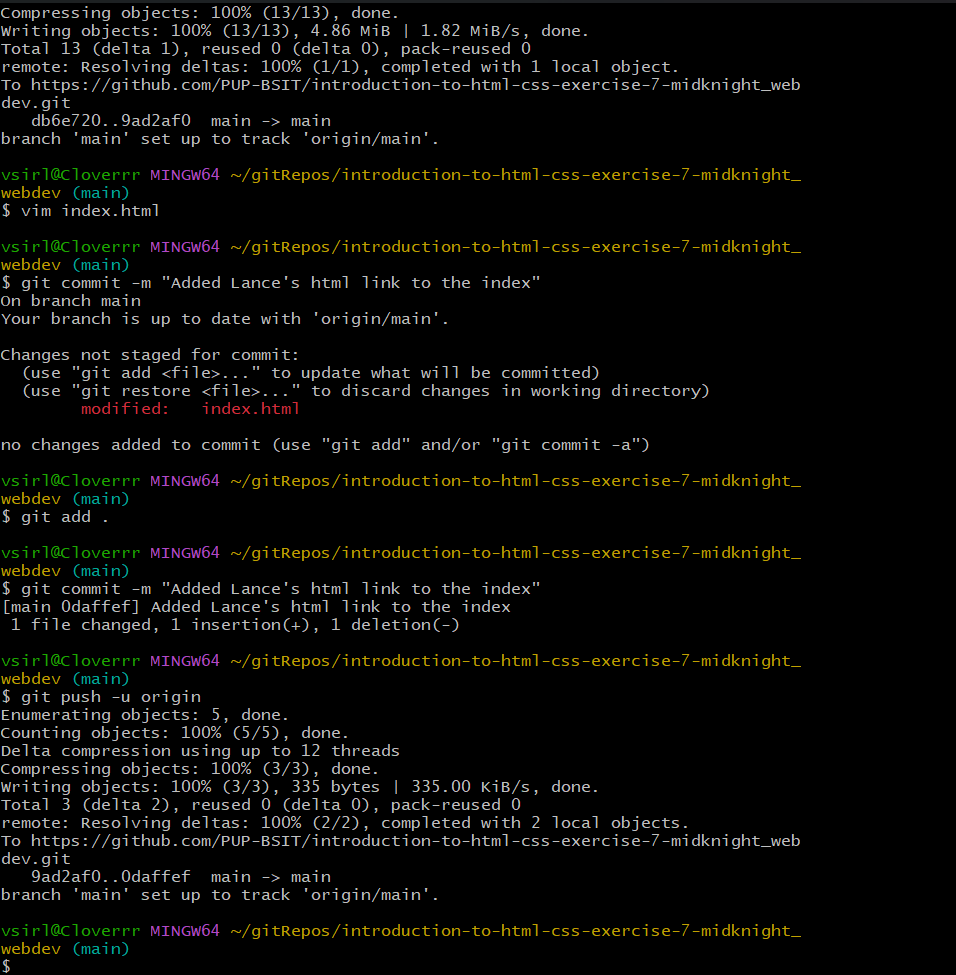 Compressing objects: 100% (13/13), done.
Writing objects: 100% (13/13), 4.86 MiB | 1.82 MiB/s, done.
Total 13 (delta 1), reused 0 (delta 0), pack-reused 0
remote: Resolving deltas: 100% (1/1), completed with 1 local object.
To https://github.com/PUP-BSIT/introduction-to-html-css-exercise-7-midknight_web
dev.git
   db6e720..9ad2af0  main -> main
branch 'main' set up to track 'origin/main'.

vsirl@Cloverrr MINGW64 ~/gitRepos/introduction-to-html-css-exercise-7-midknight_
webdev (main)
$ vim index.html

vsirl@Cloverrr MINGW64 ~/gitRepos/introduction-to-html-css-exercise-7-midknight_
webdev (main)
$ git commit -m "Added Lance's html link to the index"
On branch main
Your branch is up to date with 'origin/main'.

Changes not staged for commit:
  (use "git add <file>..." to update what will be committed)
  (use "git restore <file>..." to discard changes in working directory)
        modified:   index.html

no changes added to commit (use "git add" and/or "git commit -a")

vsirl@Cloverrr MINGW64 ~/gitRepos/introduction-to-html-css-exercise-7-midknight_
webdev (main)
$ git add .

vsirl@Cloverrr MINGW64 ~/gitRepos/introduction-to-html-css-exercise-7-midknight_
webdev (main)
$ git commit -m "Added Lance's html link to the index"
[main 0daffef] Added Lance's html link to the index
 1 file changed, 1 insertion(+), 1 deletion(-)

vsirl@Cloverrr MINGW64 ~/gitRepos/introduction-to-html-css-exercise-7-midknight_
webdev (main)
$ git push -u origin
Enumerating objects: 5, done.
Counting objects: 100% (5/5), done.
Delta compression using up to 12 threads
Compressing objects: 100% (3/3), done.
Writing objects: 100% (3/3), 335 bytes | 335.00 KiB/s, done.
Total 3 (delta 2), reused 0 (delta 0), pack-reused 0
remote: Resolving deltas: 100% (2/2), completed with 2 local objects.
To https://github.com/PUP-BSIT/introduction-to-html-css-exercise-7-midknight_web
dev.git
   9ad2af0..0daffef  main -> main
branch 'main' set up to track 'origin/main'.

vsirl@Cloverrr MINGW64 ~/gitRepos/introduction-to-html-css-exercise-7-midknight_
webdev (main)
$